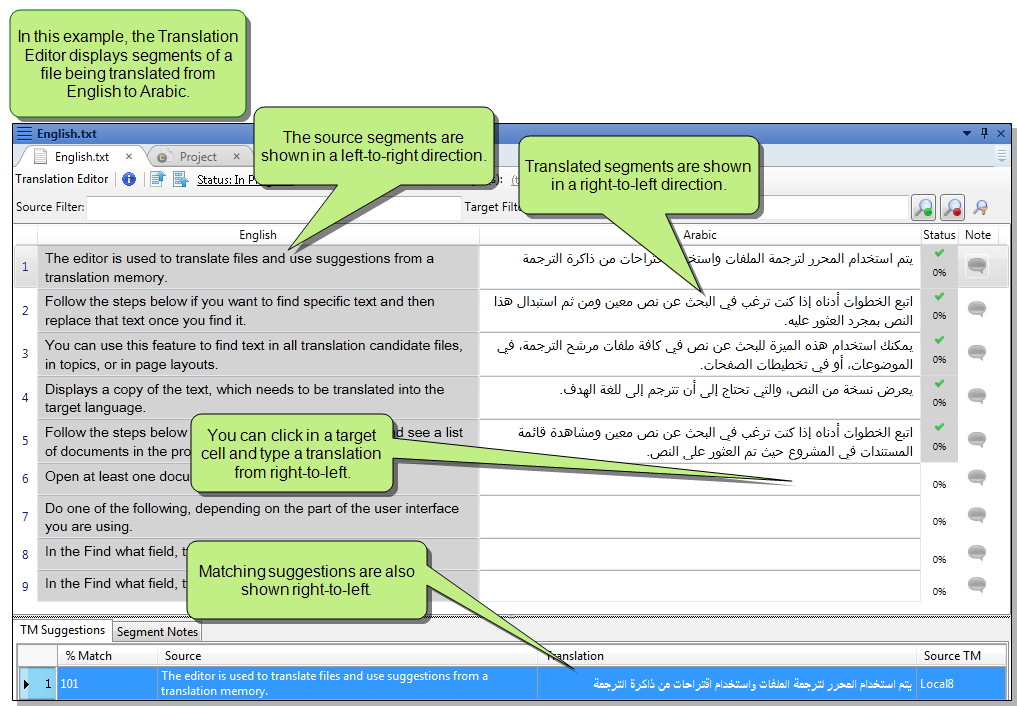 In this example, the Translation
Editor displays segments of a
file being translated from
English to Arabic.
English.txt
The source segments are
shown in a left-to-right direction.
Translated segments are shown
in a right-to-left direction.
English.txt
Project
Translation Editor
Status: In
Source Filter:
Target
English
Arabic
Status
Note
1
The editor is used to translate files and use suggestions from a
translation memory.
يتم استخدام المحرر لترجمة الملفات من ذاكرة الترجمة
0%
2
Follow the steps below if you want to find specific text and then
replace that text once you find it.
اتبع الخطوات أدناه إذا كنت ترغب في البحث عن نص معين ومن ثم استبدال هذا
النص بمجرد العثور عليه.
0%
3
You can use this feature to find text in all translation candidate files,
in topics, or in page layouts.
يمكنك استخدام هذه الميزة للبحث عن نص في كافة ملفات مرشح الترجمة، في
الموضوعات، أو في تخطيطات الصفحات.
0%
4
Displays a copy of the text, which needs to be translated into the
target language.
يعرض نسخة من النص، والتي تحتاج إلى أن تترجم إلى للغة الهدف.
0%
5
Follow the steps below
see a list
of documents in the
اتبع الخطوات أدناه إذا كنت ترغب في البحث عن نص معين ومشاهدة قائمة
المستندات في المشروع حيث تم العثور على النص.
0%
You can click in a target
cell and type a translation
from right-to-left.
6
Open at least one
0%
7
Do one of the following, depending on the part of the user interface
you are using.
0%
8
In the Find what field,
0%
9
In the Find what field,
0%
Matching suggestions are also
shown right-to-left.
TM Suggestions
Segment Notes
% Match
Source
Translation
Source TM
1
101
The editor is used to translate files and use suggestions from a
translation memory.
يتم استخدام المحرر لترجمة الملفات واستخدام اقتراحات من ذاكرة الترجمة
Local8